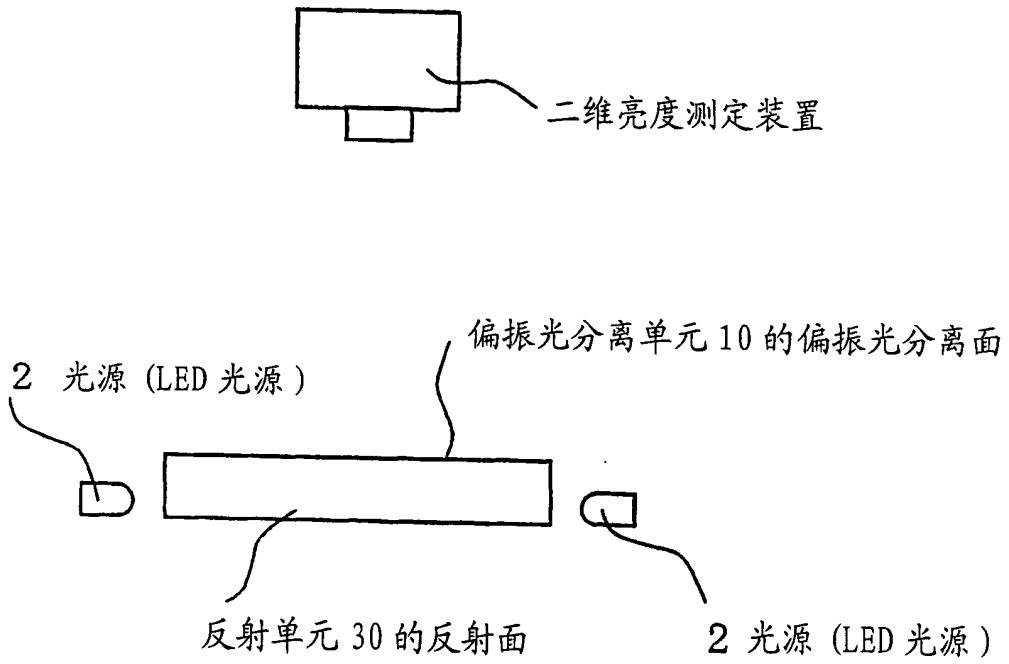 二维亮度测定装置
偏振光分离单元 10 的偏振光分离面
2 光源 (LED 光源)
反射单元 30 的反射面
2 光源 (LED 光源)